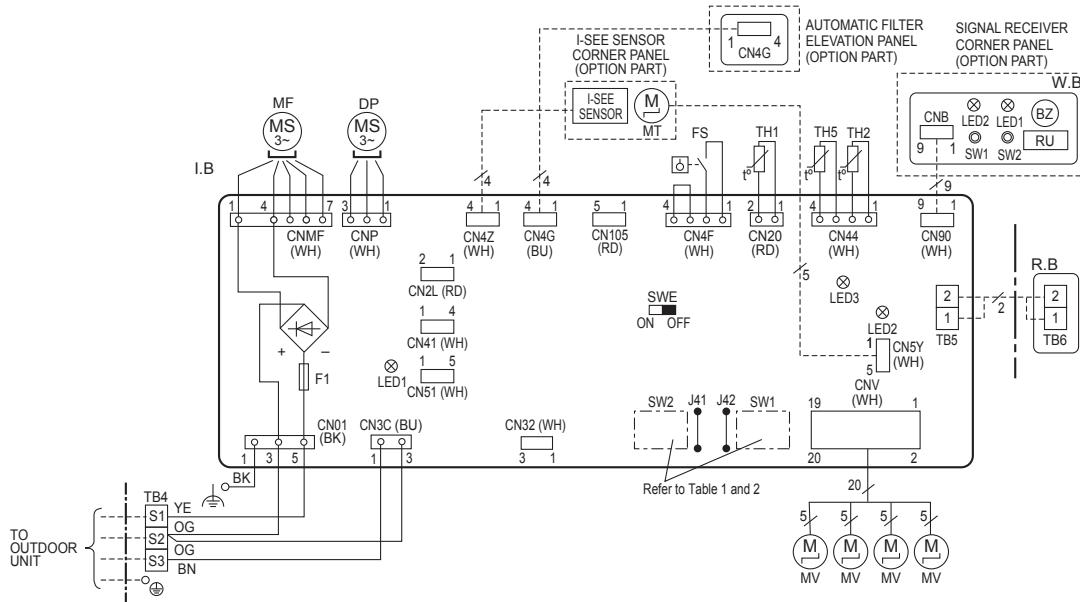 AUTOMATIC FILTER
ELEVATION PANEL
(OPTION PART)
1 4
CN4G
I-SEE SENSOR
CORNER PANEL
(OPTION PART)
I-SEE
SENSOR
M
MT
SIGNAL RECEIVER
CORNER PANEL
(OPTION PART)
W.B
CNB
9 1
LED2 LED1
SW1 SW2
BZ
RU
MF
MS
3~
DP
MS
3~
FS
TH1
t°
TH5
t°
TH2
t°
4
4
9
I.B
1 4 7
CNMF
(WH)
3 1
CNP
(WH)
4 1
CN4Z
(WH)
4 1
CN4G
(BU)
5 1
CN105
(RD)
4 1
CN4F
(WH)
2 1
CN20
(RD)
4 1
CN44
(WH)
9 1
CN90
(WH)
2 1
CN2L (RD)
1 4
CN41 (WH)
1 5
CN51 (WH)
LED1
+ –
F1
SWE
ON OFF
5
LED3
LED2
1
5
CN5Y
(WH)
2
1
TB5
2
R.B
2
1
TB6
CN01
(BK)
1 3 5
CN3C (BU)
1 3
CN32 (WH)
3 1
SW2
J41
J42
SW1
Refer to Table 1 and 2
CNV
(WH)
19 1
20 2
20
5
5
5
5
M
M
M
M
MV
MV
MV
MV
BK
TB4
S1
S2
S3
YE
OG
OG
BN
TO
OUTDOOR
UNIT